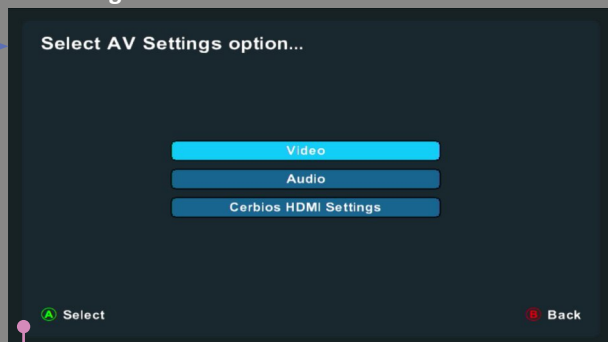 Select AV Settings option...
Video
Audio
Cerbios HDMI Settings
A Select
B Back